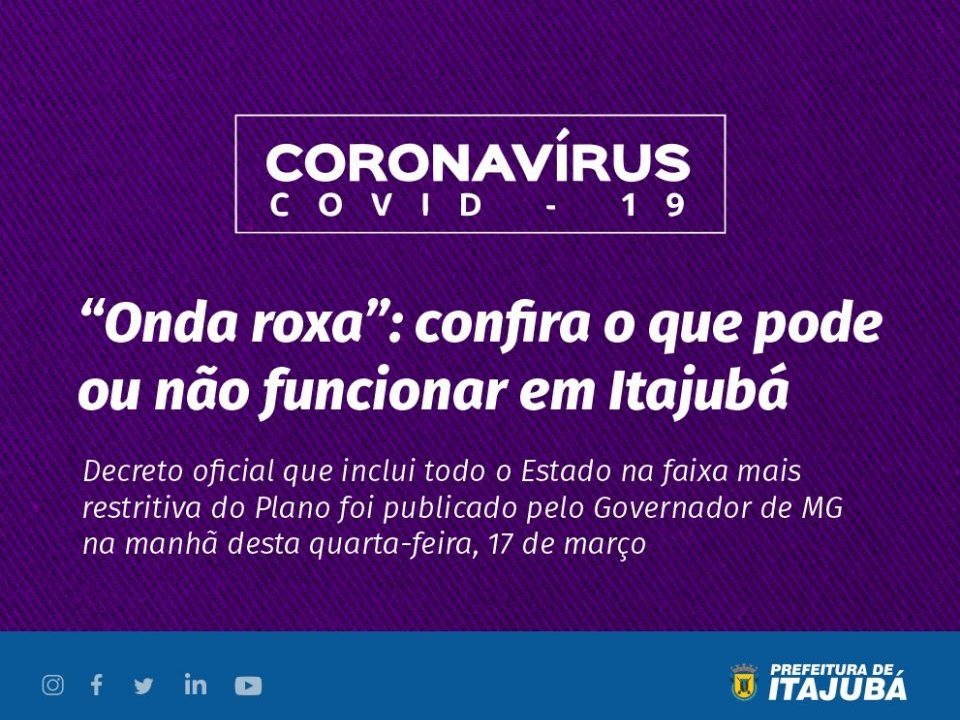 CORONAVÍRUS
COVID - 19
“Onda roxa”: confira o que pode
ou não funcionar em Itajubá
Decreto oficial que inclui todo o Estado na faixa mais
restritiva do Plano foi publicado pelo Governador de MG
na manhã desta quarta-feira, 17 de março
PREFEITURA DE
ITAJUBÁ